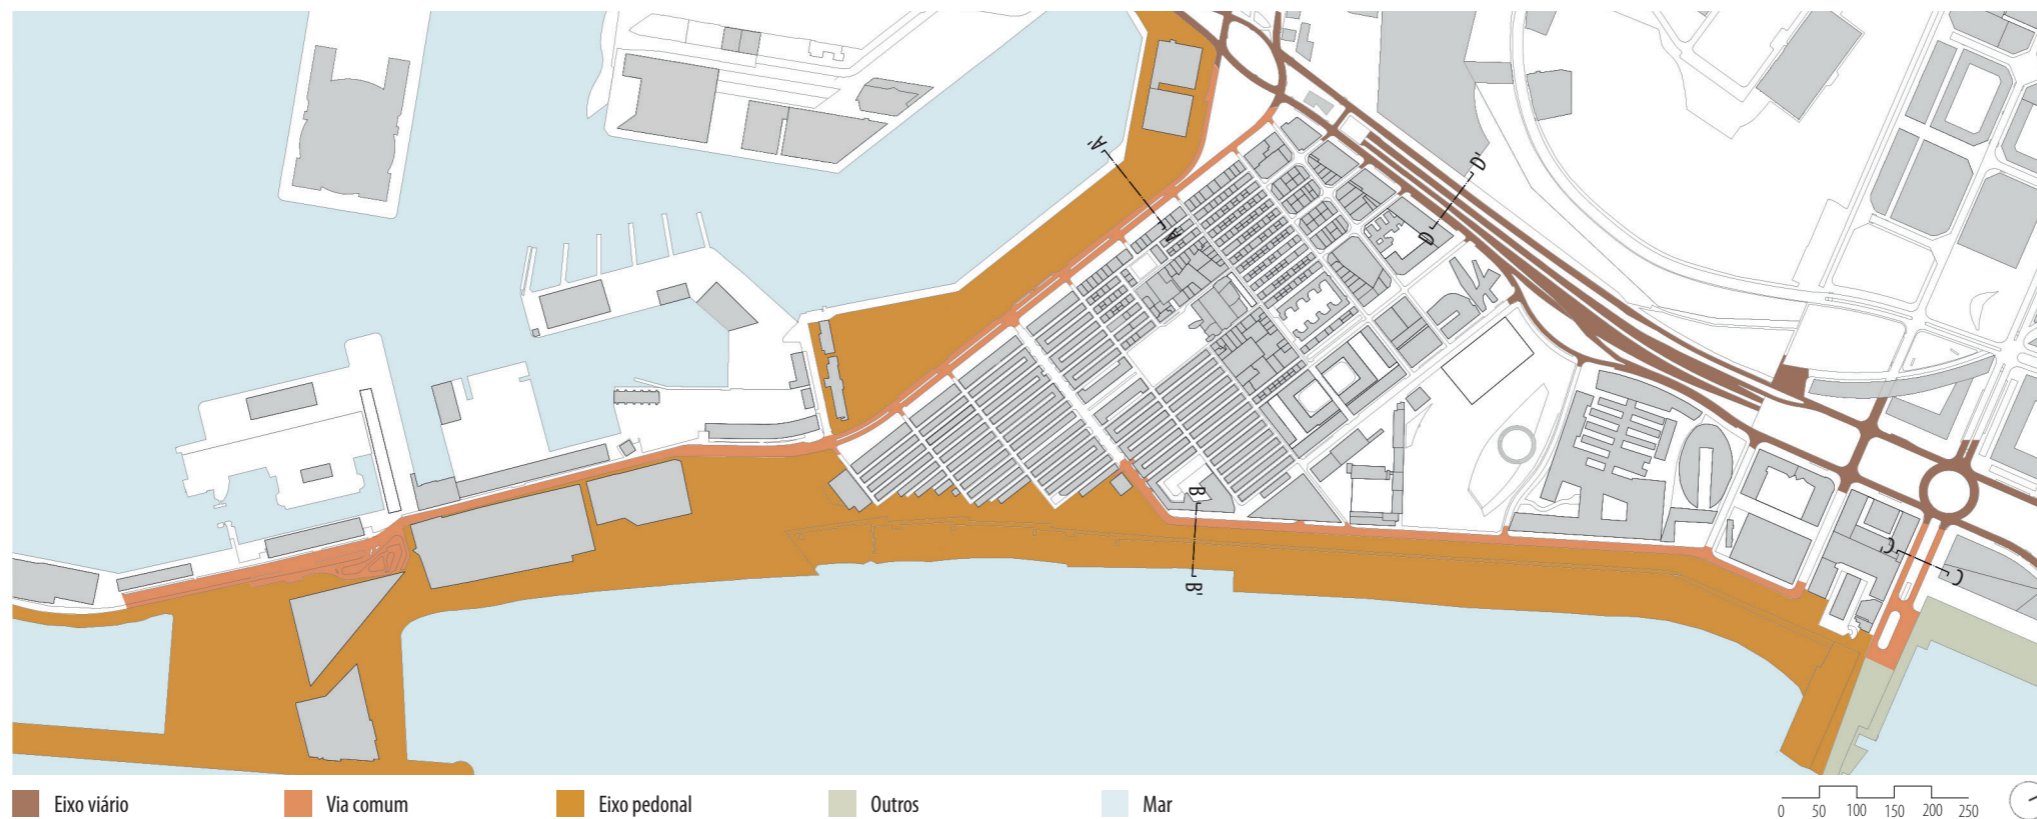 A'
A
D'
D
B
B'
C'
C
Eixo viário
Via comum
Eixo pedonal
Outros
Mar
0 50 100 150 200 250